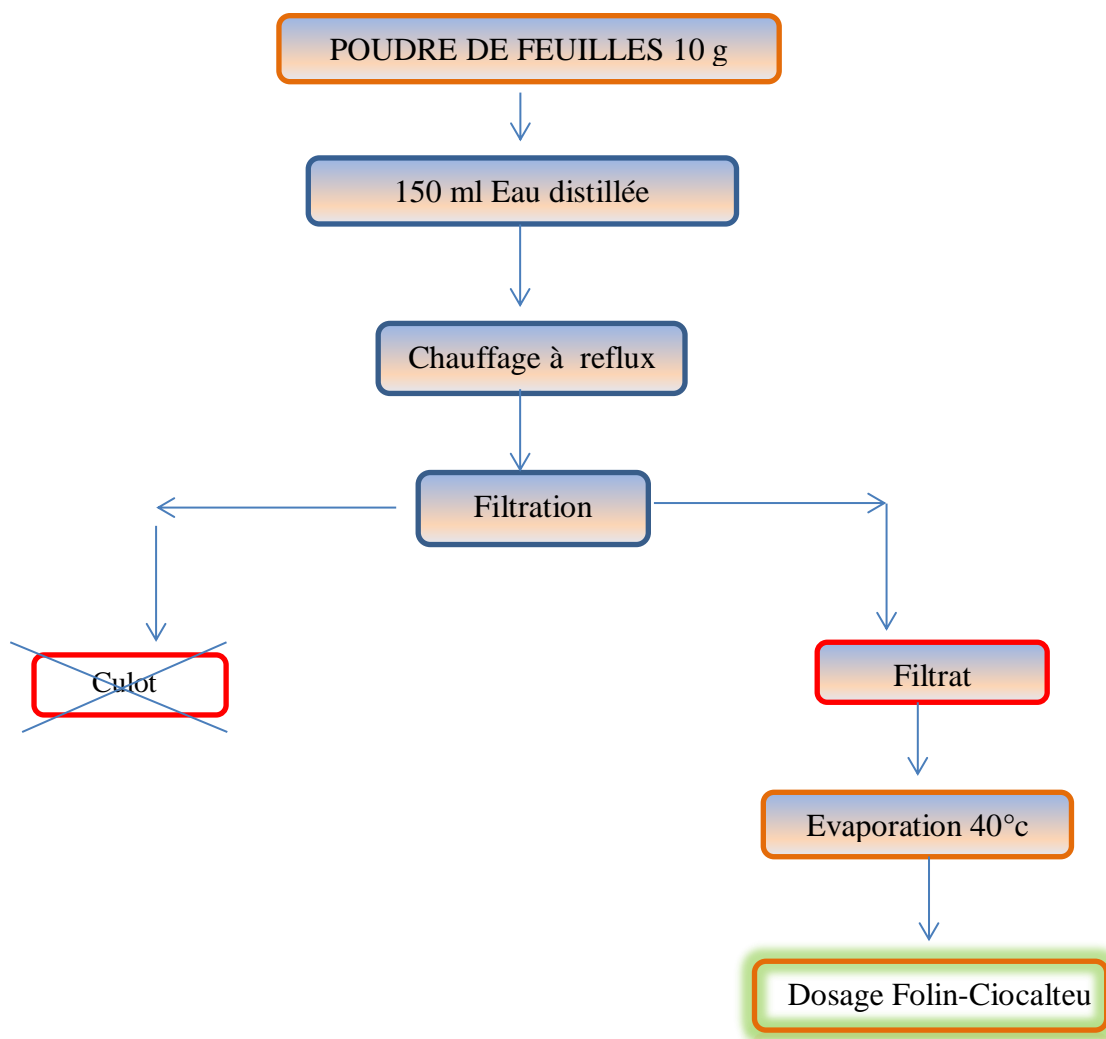 POUDRE DE FEUILLES 10 g
150 ml Eau distillée
Chauffage à reflux
Filtration
Culot
Filtrat
Evaporation 40°c
Dosage Folin-Ciocalteu